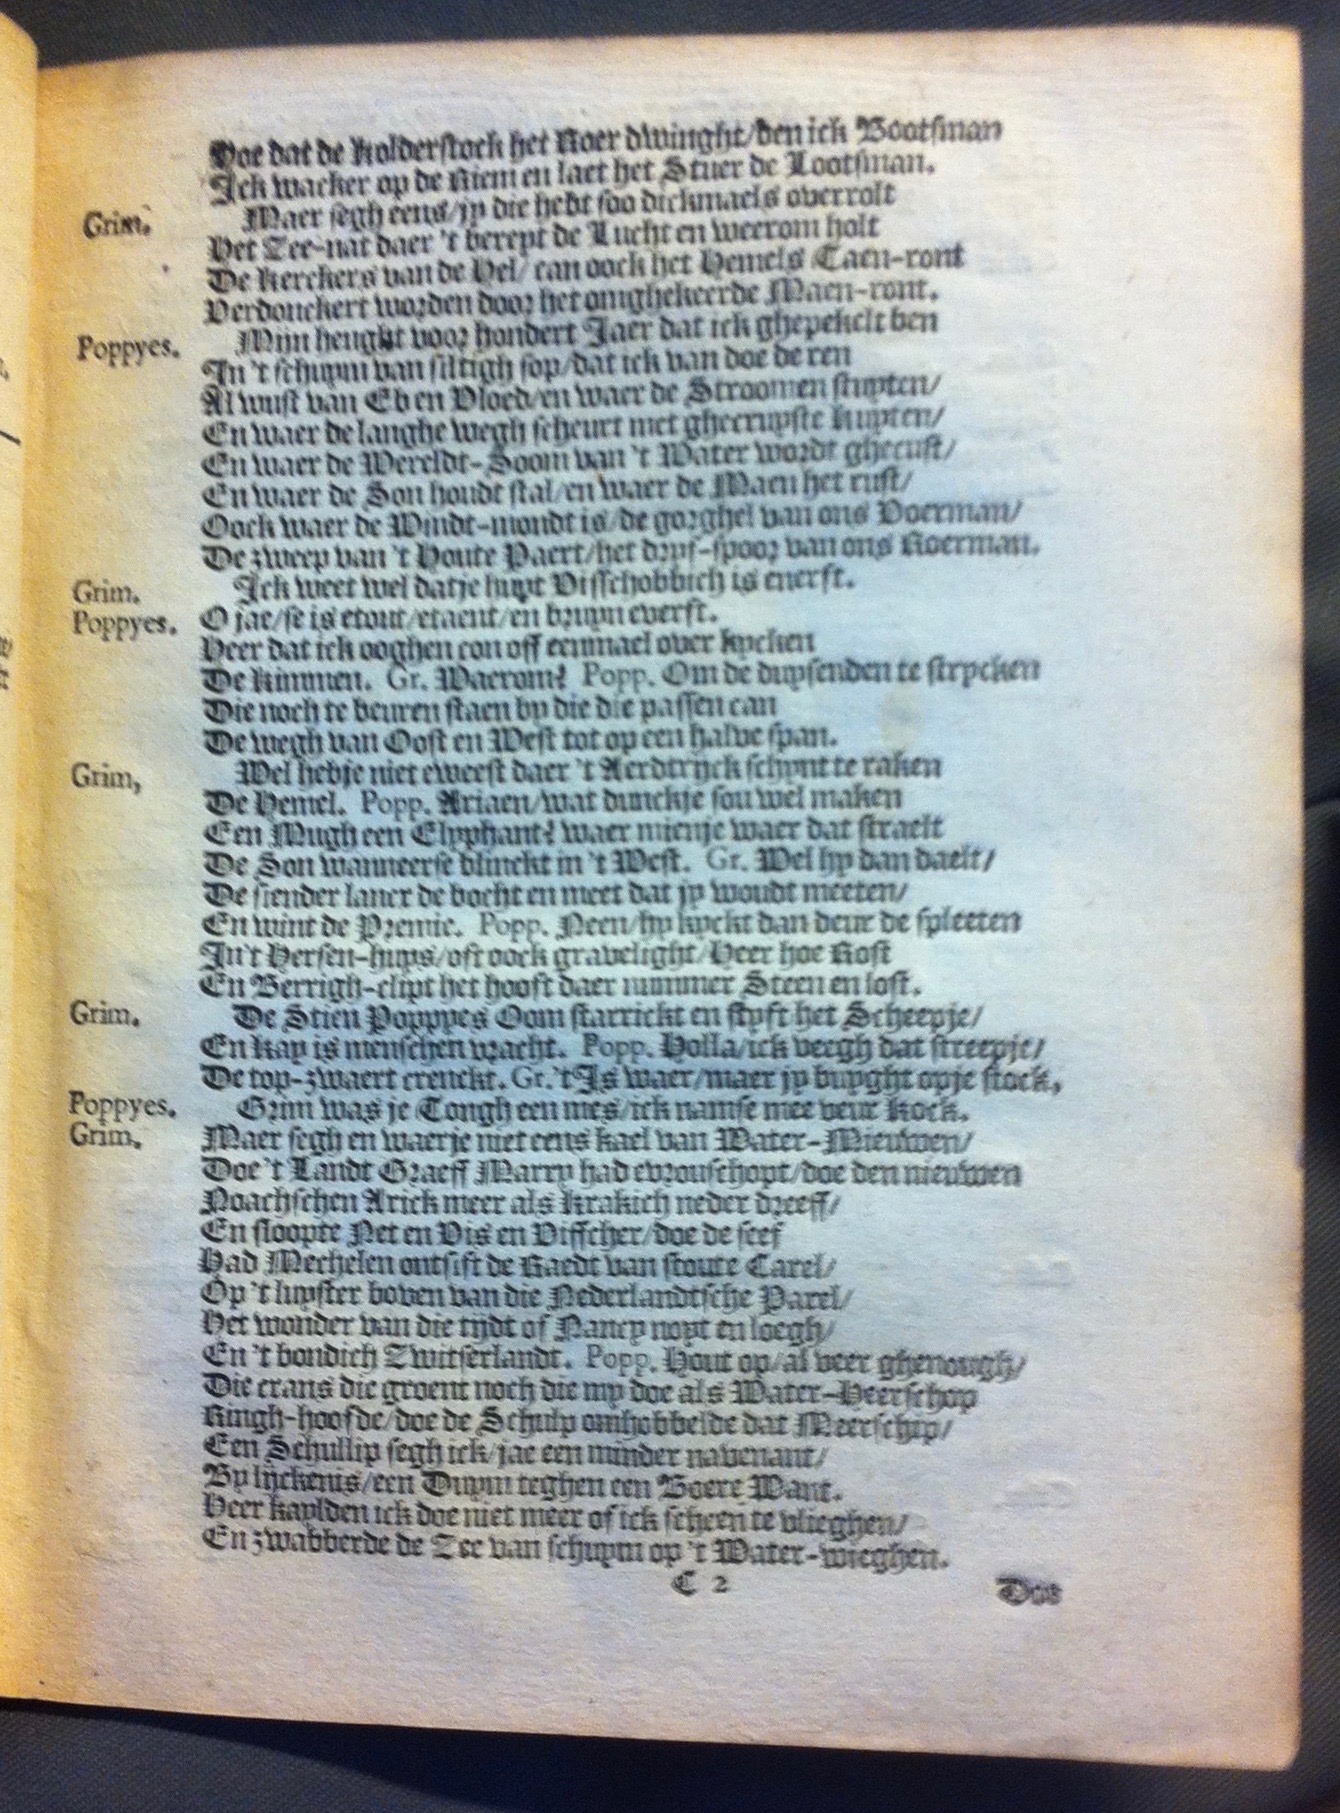 Hoe dat de kolderstock het Roer dwinght/ben ick Bootsman
Ick wacker op de Riem en laet het Stuer de Lootsman.
Grim. Maer segh eens/jy die hebt soo dickmaels overrolt
Het Zee-nat daer 't berept de Lucht en weerom holt
De Kerckers van de Hel/can oock het Hemels Taen-ront
Verdonckert worden door het omghekeerde Maen-ront.
Poppyes. Mijn heught voor hondert Jaer dat ick ghepekelt ben
In 't schuym van siltigh sop/dat ick van doe de ren
Al wust van Eb en Vloed/en waer de Stroomen stuyten/
En waer de langhe wegh scheurt met gheeruyste Kuyten/
En waer de Wereldt-Soom van 't Water wordt ghecust/
En waer de Son houdt stal/en waer de Maen het rust/
Oock waer de Windt-mondt is/de gorghel van ons Voerman/
De zweep van 't Houte Paert/het dryf-spoor van ons Roerman.
Grim. Ick weet wel datje huyt Visschobbich is enerft.
Poppyes. O jae/se is etout/etaent/en bruyn everft.
Heer dat ick ooghen con off eenmael over kycken
De Kimmen. Gr. Waerom? Popp. Om de duysenden te strycken
Die noch te beuren staen by die die passen can
De wegh van Oost en West tot op een halve span.
Grim, Wel hebje niet eweest daer 't Aerdtryck schynt te raken
De Hemel. Popp. Ariaen/wat dunckje sou wel maken
Een Mugh een Elyphant? waer mienje waer dat straelt
De Son wanneerse blinckt in 't West. Gr. Wel hy dan daelt/
De siender laner de bocht en meet dat jy woudt meeten/
En wint de Premie. Popp. Neen/hy kyckt dan deur de spleeten
In't Hersen-huys/oft oock gravelight/Heer hoe Kost
En Berrigh-clipt het hooft daer nimmer Steen en lost.
Grim. De Stien Popppes Oom starrickt en styft het Scheepje/
En Kay is menschen vracht. Popp. Holla/ick veegh dat streepje/
De top-zwaert crenckt. Gr. 't Is waer/maer jy buyght opje stock,
Poppyes. Grim was je Tongh een mes/ick namse mee veur Kock.
Grim. Maer segh en waerje niet eens kael van Water-Nieuwen/
Doe 't Landt Graeff Marry had evrouschopt/doe den nieuwen
Noachschen Arick meer als Krakich neder dreeff/
En sloopte Net en Vis en Visscher/doe de seef
Had Mechelen ontsift de Raedt van stoute Carel/
Op 't luyster boven van die Nederlandtsche Parel/
Het wonder van die tijdt of Nancy noyt en loegh/
En 't bondich Zwitserlandt. Popp. Hout op/al veer ghenough/
Die crans die groent noch die my doe als Water-Heerschop
Ringh-hoofde/doe de Schulp omhobbelde dat Meerschip/
Een Schullip segh ick/jae een minder navenant/
By lijckenis/een Duym teghen een Boere Want.
Heer kaylden ick doe niet meer of ick scheen te vlieghen/
En zwabberde de Zee van schuym op 't Water-wieghen.
C 2